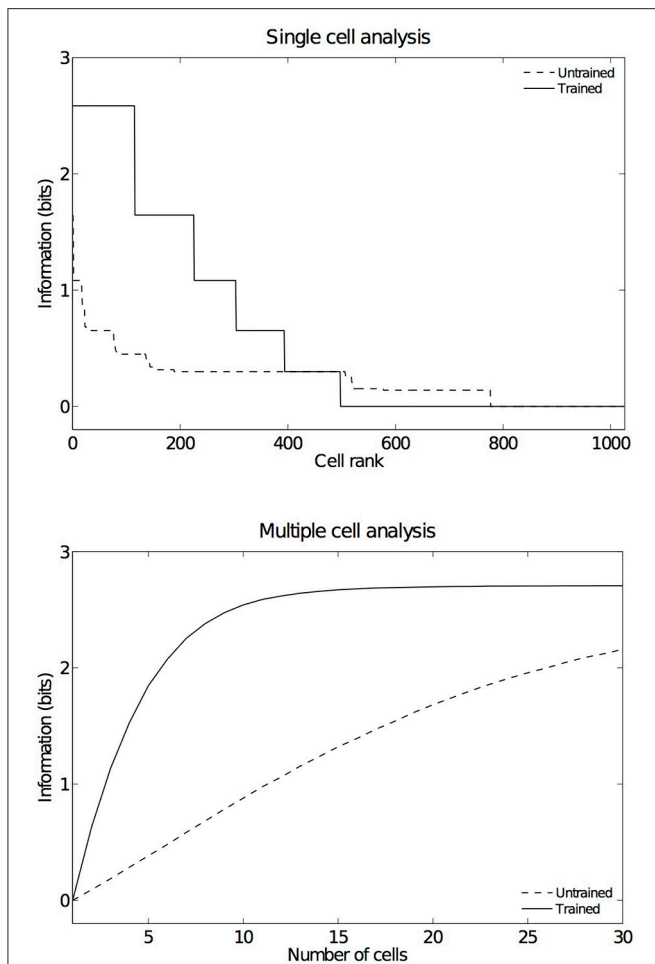 Single cell analysis
3
2
1
0
Information (bits)
Untrained
Trained
0 200 400 600 800 1000
Cell rank
Multiple cell analysis
3
2
1
0
Information (bits)
Untrained
Trained
5 10 15 20 25 30
Number of cells